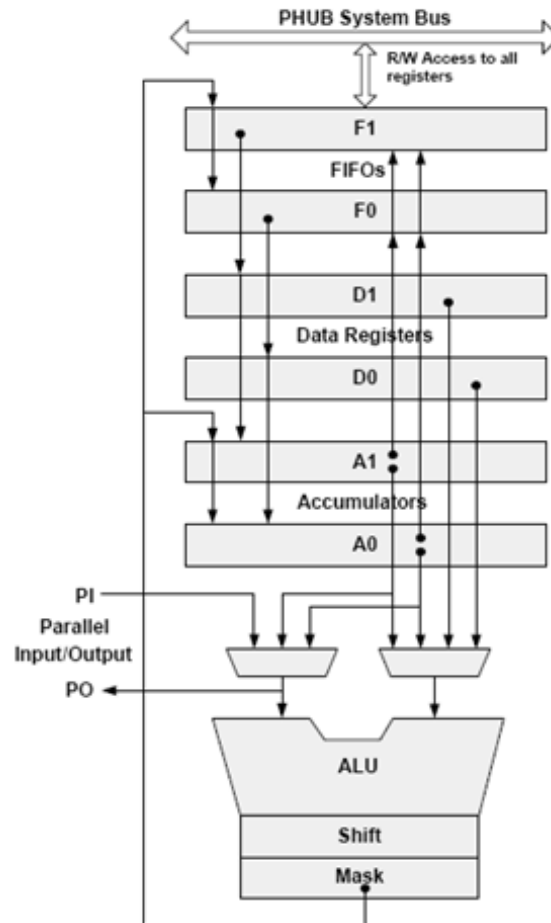 PHUB System Bus
R/W Access to all
registers
F1
FIFOs
F0
D1
Data Registers
D0
A1
Accumulators
A0
PI
Parallel
Input/Output
PO
ALU
Shift
Mask